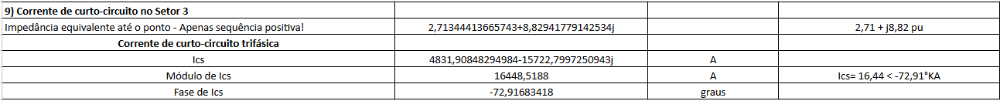 9) Corrente de curto-circuito no Setor 3
Impedância equivalente até o ponto - Apenas sequência positiva! 2,71344413665743+8,82941779142534j 2,71 + j8,82 pu
Corrente de curto-circuito trifásica
Ics 4831,90848294984-15722,7997250943j A
Módulo de Ics 16448,5188 A Ics= 16,44 < -72,91°KA
Fase de Ics -72,91683418 graus